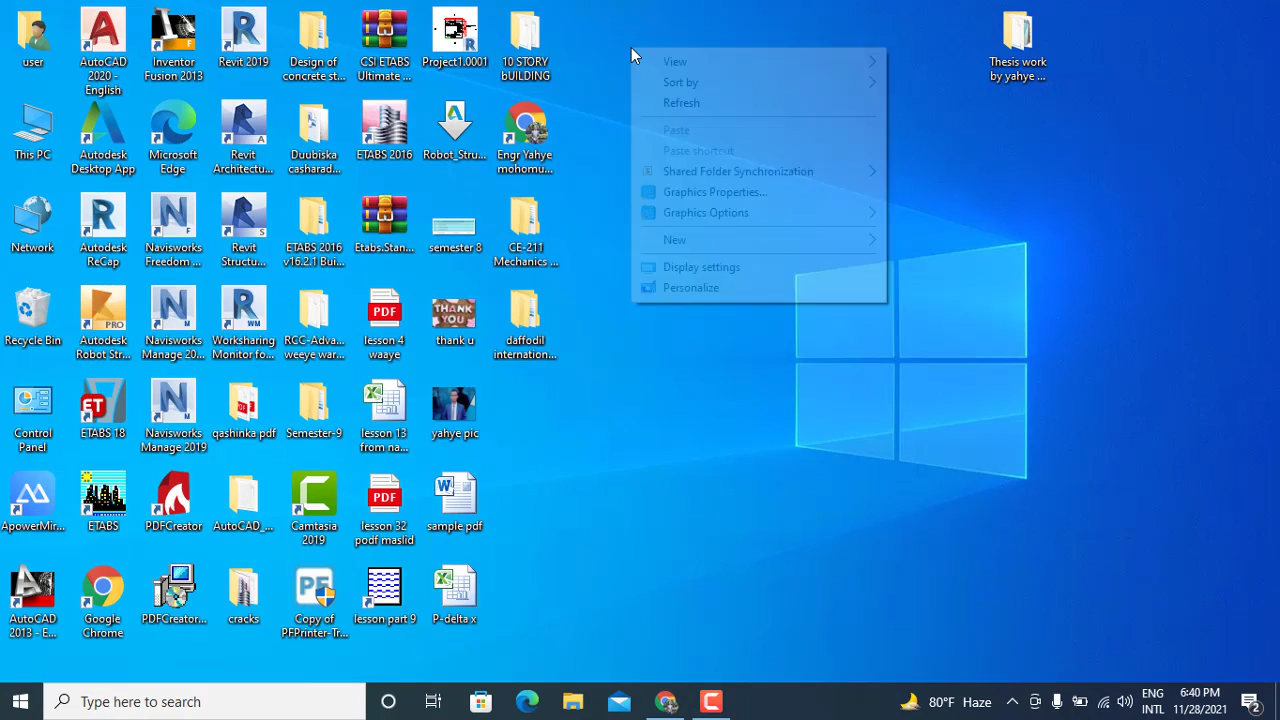 user
AutoCAD
2020 -
English
Inventor
Fusion 2013
Revit 2019
Design of
concrete st...
CSI ETABS
Ultimate ...
Project1.0001
10 STORY
bUILDING
Thesis work
by yahye ...
This PC
Autodesk
Desktop App
Microsoft
Edge
Revit
Architectu...
Duubiska
casharad...
ETABS 2016
Robot_Stru...
Engr Yahye
mohomu...
Network
Autodesk
ReCap
Navisworks
Freedom ...
Revit
Structu...
ETABS 2016
v16.2.1 Bui...
Etabs.Stan...
semester 8
CE-211
Mechanics ...
Recycle Bin
PRO
Autodesk
Robot Str...
Navisworks
Manage 20...
WM
Worksharing
Monitor fo...
RCC-Adva...
weeye war...
PDF
lesson 4
waaye
THANK
YOU
thank u
daffodil
internation...
Control
Panel
ETABS 18
Navisworks
Manage 2019
qashinka pdf
Semester-9
lesson 13
from na...
yahye pic
ApowerMir...
ETABS
PDFCreator
AutoCAD_...
Camtasia
2019
PDF
lesson 32
podf maslid
sample pdf
AutoCAD
2013 - E...
Google
Chrome
PDFCreator...
cracks
PF
Copy of
PFPrinter-Tr...
lesson part 9
P-delta x
View
Sort by
Refresh
Paste
Paste shortcut
Shared Folder Synchronization
Graphics Properties...
Graphics Options
New
Display settings
Personalize
Type here to search
80°F Haze
ENG
INTL
6:40 PM
11/28/2021
2